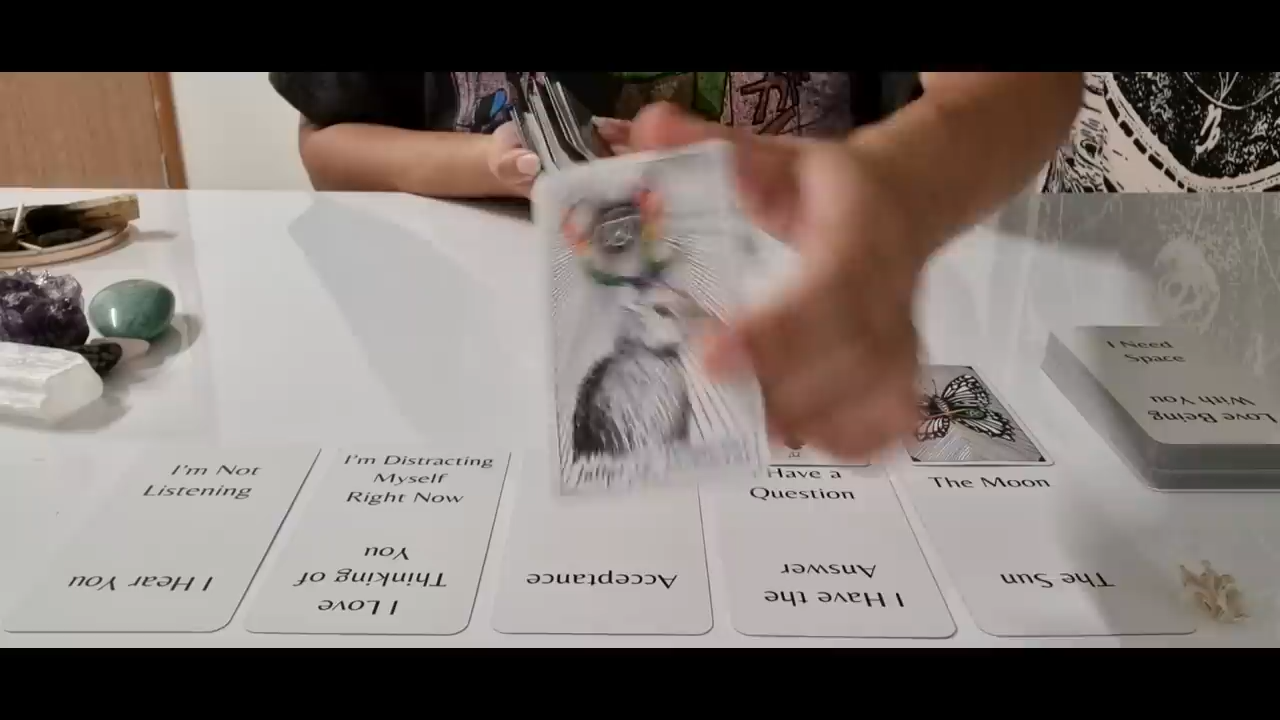 I'm Not
Listening
I Hear You
I'm Distracting
Myself
Right Now
I Love
Thinking of
You
Acceptance
Have a
Question
I Have the
Answer
The Moon
The Sun
I Need
Space
Love Being
With You